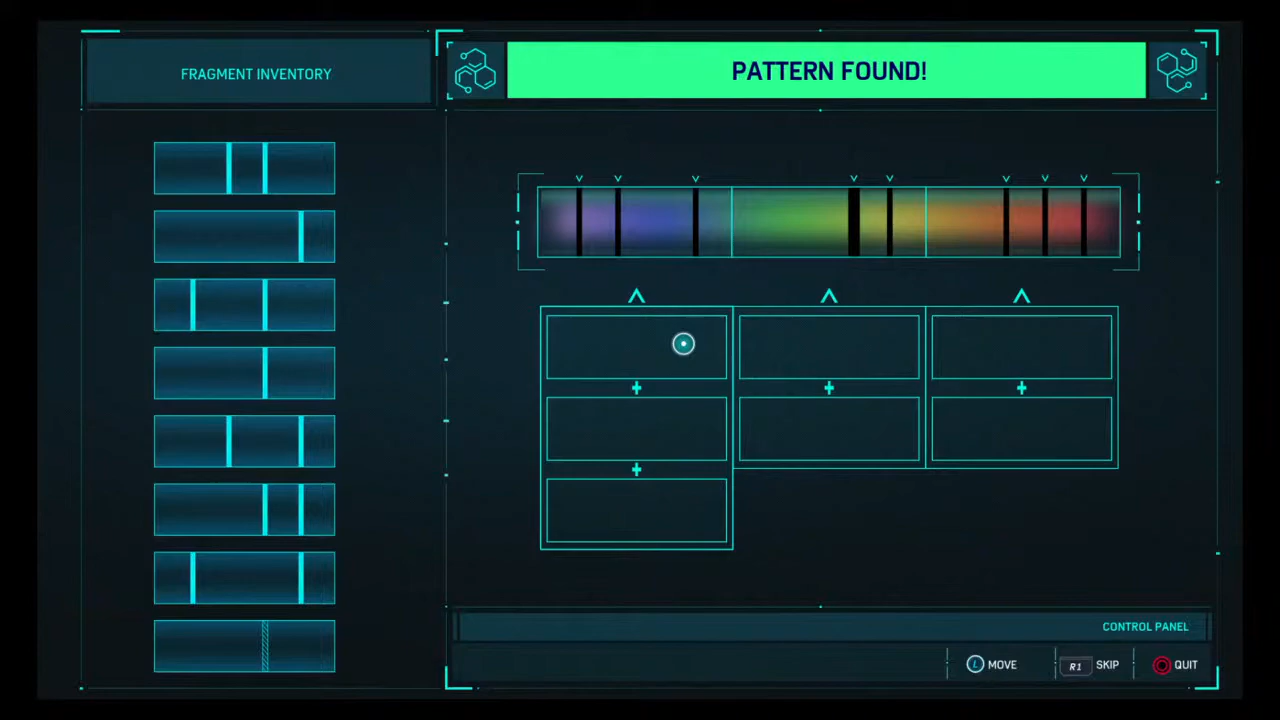 FRAGMENT INVENTORY
PATTERN FOUND!
CONTROL PANEL
L MOVE
R1 SKIP
QUIT